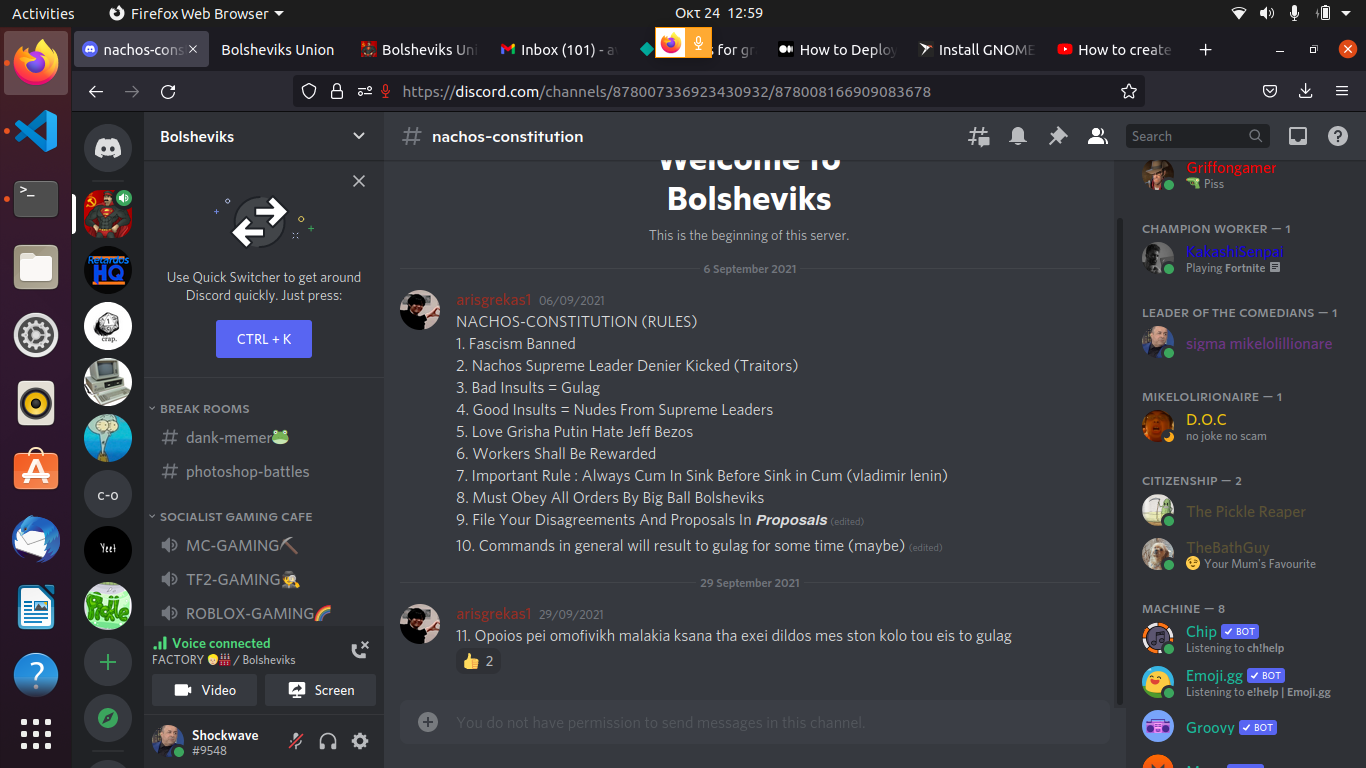 Activities
Firefox Web Browser
Οκτ 24 12:59
nachos-cons
Bolsheviks Union
Bolsheviks Uni
Inbox (101) - a
s for g
How to Deploy
Install GNOME
How to create
https://discord.com/channels/878007336923430932/878008166909083678
Bolsheviks
nachos-constitution
Search
Welcome to
Bolsheviks
This is the beginning of this server.
Use Quick Switcher to get around
Discord quickly. Just press:
CTRL + K
BREAK ROOMS
dank-memer🐸
photoshop-battles
SOCIALIST GAMING CAFE
MC-GAMING⛏
TF2-GAMING🕵
ROBLOX-GAMING🌈
Voice connected
FACTORY / Bolsheviks
Video
Screen
Shockwave
#9548
HQ
crap.
c-o
Yeet
Pickle
6 September 2021
arisgrekas1 06/09/2021
NACHOS-CONSTITUTION (RULES)
1. Fascism Banned
2. Nachos Supreme Leader Denier Kicked (Traitors)
3. Bad Insults = Gulag
4. Good Insults = Nudes From Supreme Leaders
5. Love Grisha Putin Hate Jeff Bezos
6. Workers Shall Be Rewarded
7. Important Rule : Always Cum In Sink Before Sink in Cum (vladimir lenin)
8. Must Obey All Orders By Big Ball Bolsheviks
9. File Your Disagreements And Proposals In Proposals (edited)
10. Commands in general will result to gulag for some time (maybe) (edited)
29 September 2021
arisgrekas1 29/09/2021
11. Opoios pei omofivikh malakia ksana tha exei dildos mes ston kolo tou eis to gulag
👍 2
You do not have permission to send messages in this channel.
Griffongamer
🔫 Piss
CHAMPION WORKER — 1
KakashiSenpai
Playing Fortnite
LEADER OF THE COMEDIANS — 1
sigma mikelolillionare
MIKELOLIRIONAIRE — 1
D.O.C
no joke no scam
CITIZENSHIP — 2
The Pickle Reaper
TheBathGuy
😉 Your Mum's Favourite
MACHINE — 8
Chip ✓ BOT
Listening to ch!help
Emoji.gg ✓ BOT
Listening to e!help | Emoji.gg
Groovy ✓ BOT